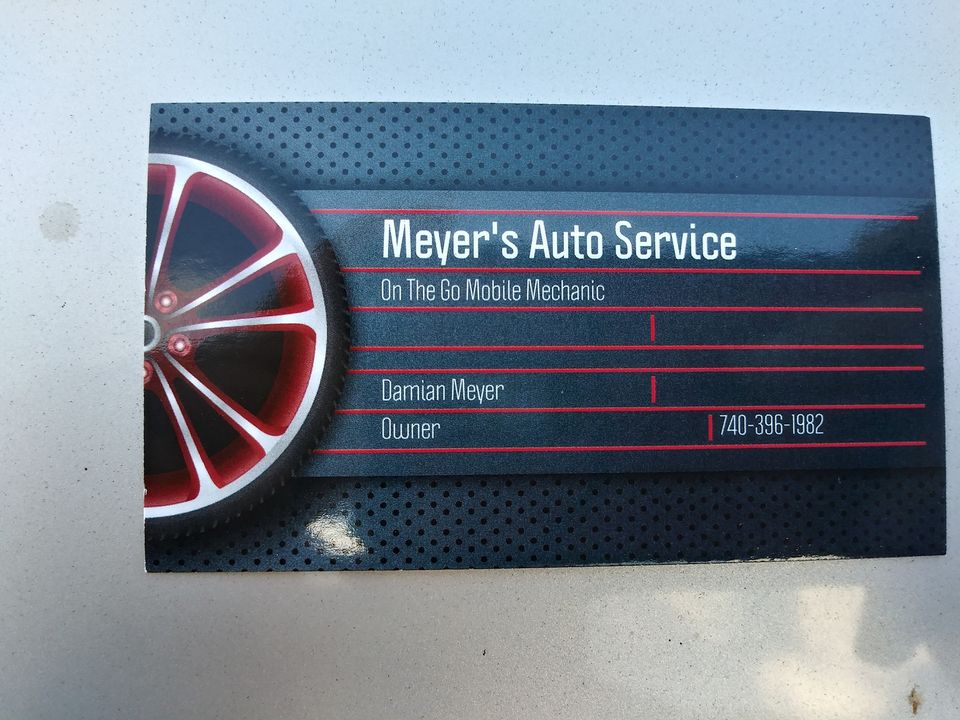 Meyer's Auto Service
On The Go Mobile Mechanic
Damian Meyer
Owner
740-396-1982